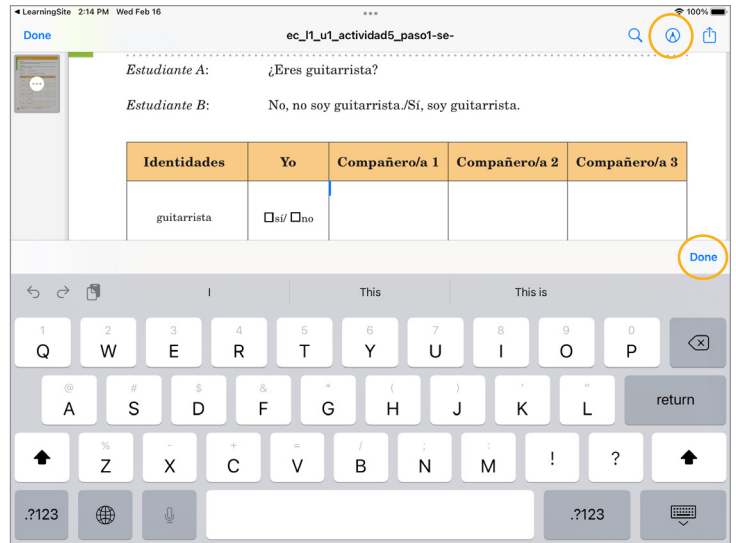 ◄ LearningSite 2:14 PM Wed Feb 16 100%
Done ec_l1_u1_actividad5_paso1-se-
Estudiante A: ¿Eres guitarrista?
Estudiante B: No, no soy guitarrista./Sí, soy guitarrista.
Identidades Yo Compañero/a 1 Compañero/a 2 Compañero/a 3
guitarrista sí/ no
Done
I This This is
1 2 3 4 5 6 7 8 9 0
Q W E R T Y U I O P
@ # $ & * ( ) ' "
A S D F G H J K L return
% - + = / ; :
Z X C V B N M ! ?
.?123 .?123